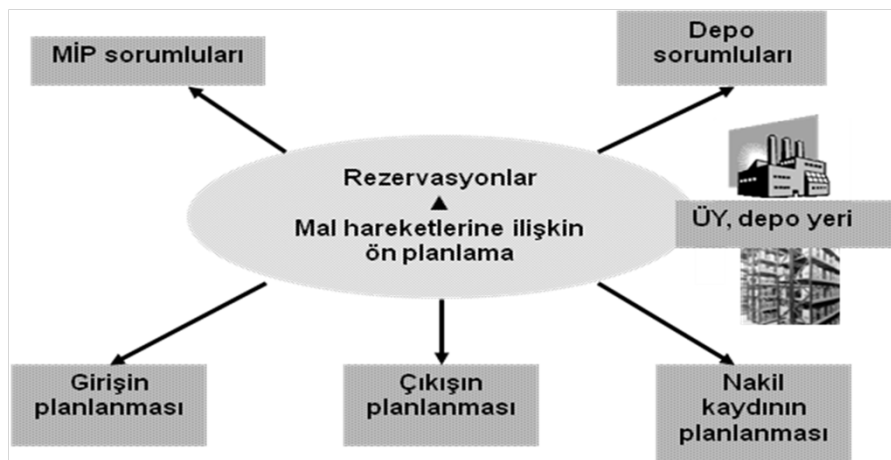 MİP sorumluları
Depo
sorumluları
Rezervasyonlar
Mal hareketlerine ilişkin
ön planlama
ÜY, depo yeri
Girişin
planlanması
Çıkışın
planlanması
Nakil
kaydının
planlanması